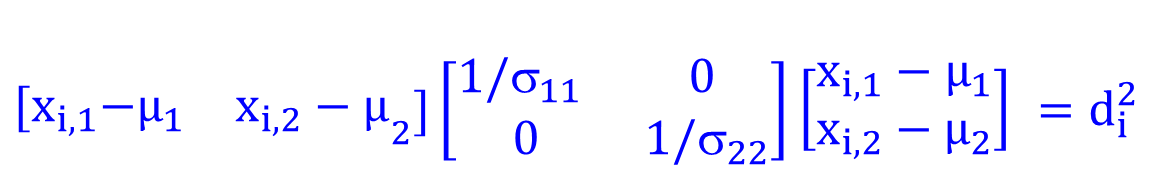 [x_{i,1}−μ_1 x_{i,2} − μ_2] [1/σ_{11} 0; 0 1/σ_{22}] [x_{i,1} − μ_1; x_{i,2} − μ_2] = d_i^2